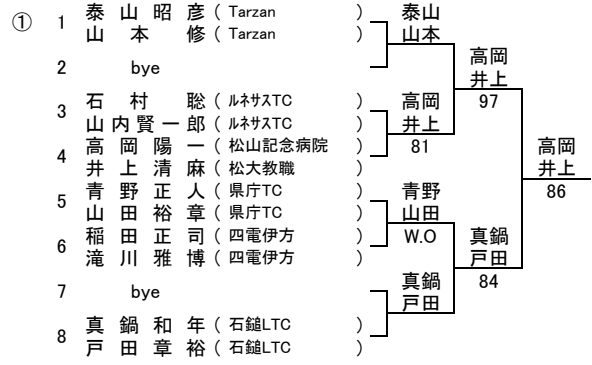 ①
1 泰 山 昭 彦 ( Tarzan )
山 本 修 ( Tarzan )
2 bye
3 石 村 聡 ( ルネサスTC )
山 内 賢 一 郎 ( ルネサスTC )
4 高 岡 陽 一 ( 松山記念病院 )
井 上 清 麻 ( 松大教職 )
5 青 野 正 人 ( 県庁TC )
山 田 裕 章 ( 県庁TC )
6 稲 田 正 司 ( 四電伊方 )
滝 川 雅 博 ( 四電伊方 )
7 bye
8 真 鍋 和 年 ( 石鎚LTC )
戸 田 章 裕 ( 石鎚LTC )
泰山
山本
高岡
井上
81
青野
山田
W.O
真鍋
戸田
高岡
井上
97
真鍋
戸田
84
高岡
井上
86